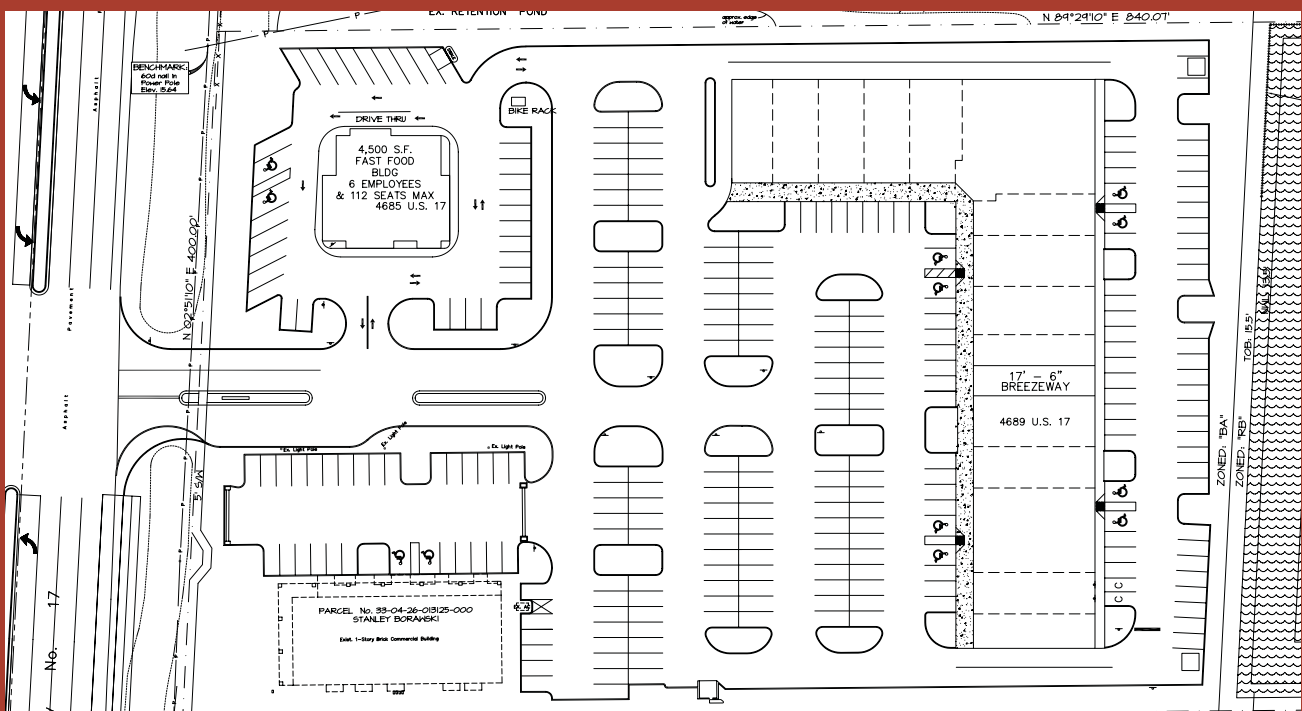 EX. RETENTION POND
approx. edge
of water
N 89°29'10" E 840.07'
BENCHMARK:
60d nail in
Power Pole
Elev. 15.64
Asphalt
BIKE RACK
DRIVE THRU
4,500 S.F.
FAST FOOD
BLDG
6 EMPLOYEES
& 112 SEATS MAX
4685 U.S. 17
N 02°51'10" E 400.00'
Pavement
Asphalt
17' - 6"
BREEZEWAY
4689 U.S. 17
TOB: 15.5'
ZONED: "BA"
ZONED: "RB"
Ex. Light Pole
Ex. Light Pole
Ex. Light Pole
5' S/W
PARCEL No. 33-04-26-013125-000
STANLEY BORAWSKI
Exist. 1-Story Brick Commercial Building
C C
No. 17